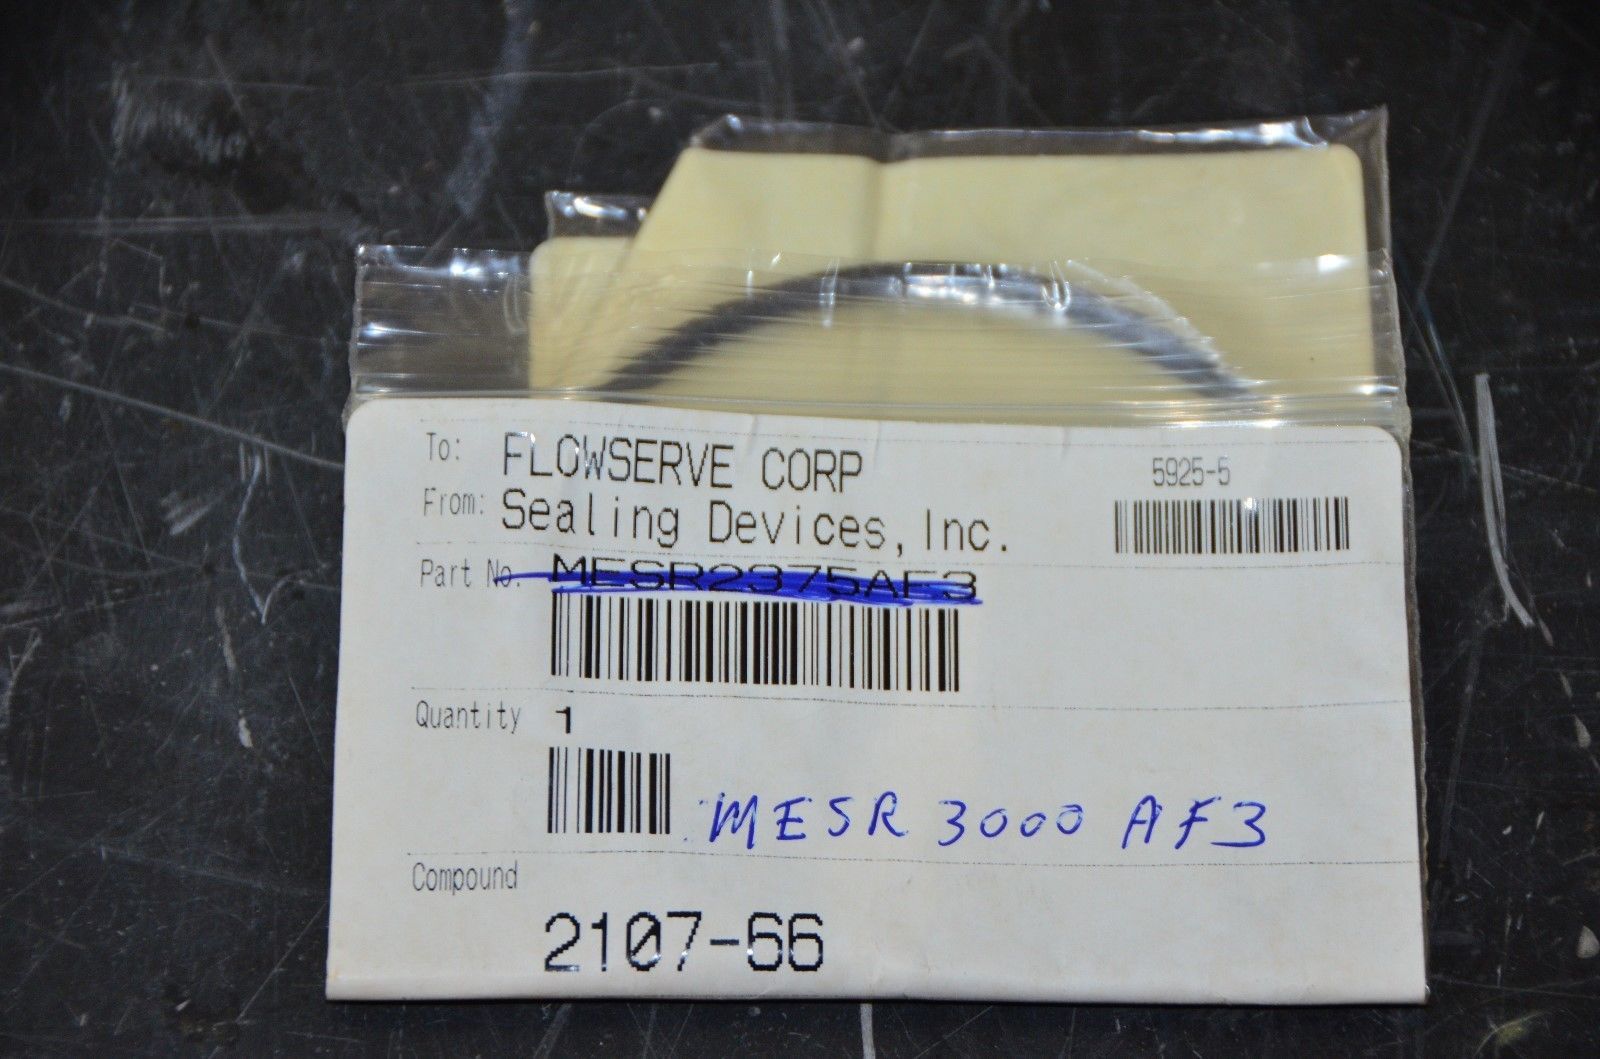 To: FLOWSERVE CORP
5925-5
From: Sealing Devices, Inc.
Part No. MESR2375AF3
Quantity 1
MESR 3000 AF3
Compound
2107-66